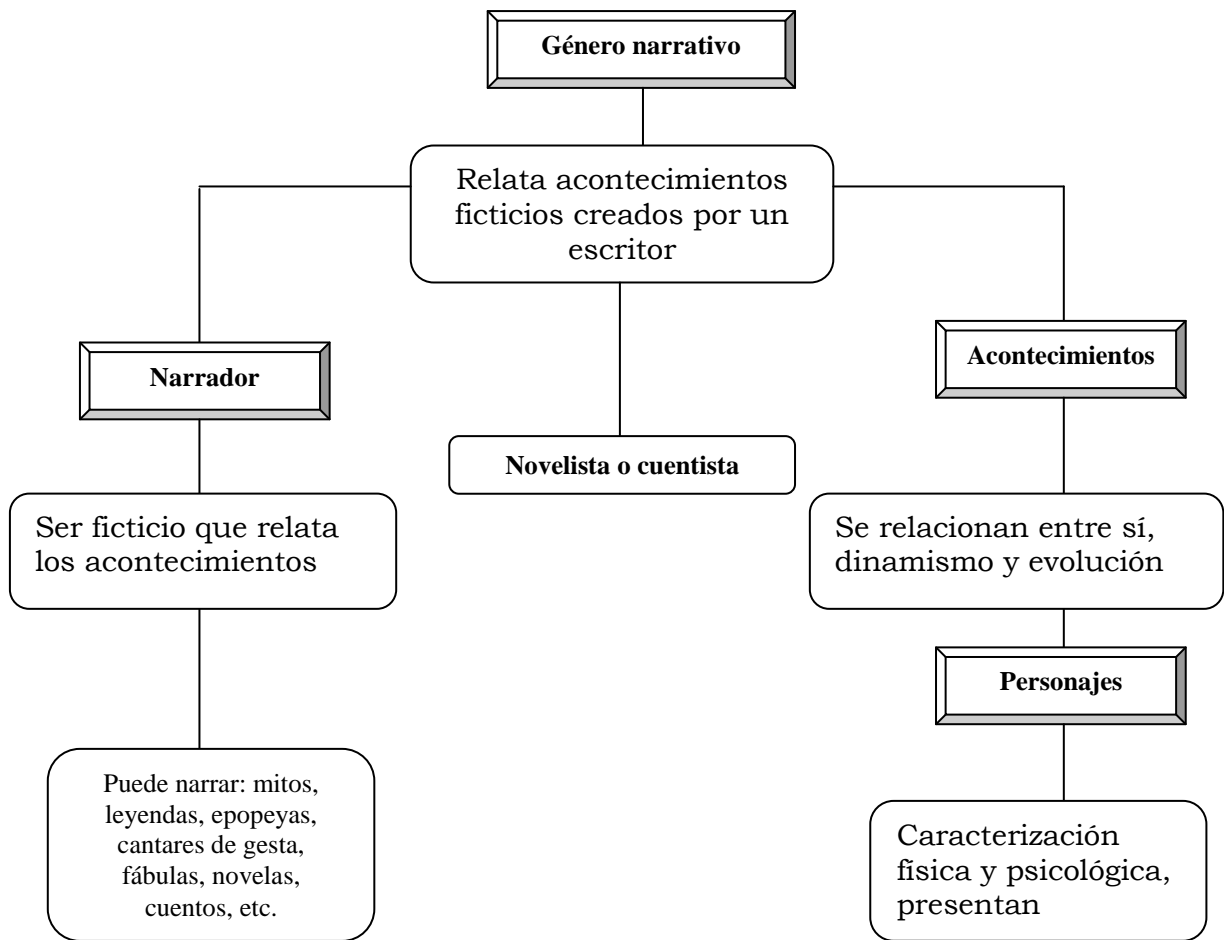 Género narrativo
Relata acontecimientos
ficticios creados por un
escritor
Narrador
Acontecimientos
Novelista o cuentista
Ser ficticio que relata
los acontecimientos
Se relacionan entre sí,
dinamismo y evolución
Personajes
Puede narrar: mitos,
leyendas, epopeyas,
cantares de gesta,
fábulas, novelas,
cuentos, etc.
Caracterización
física y psicológica,
presentan